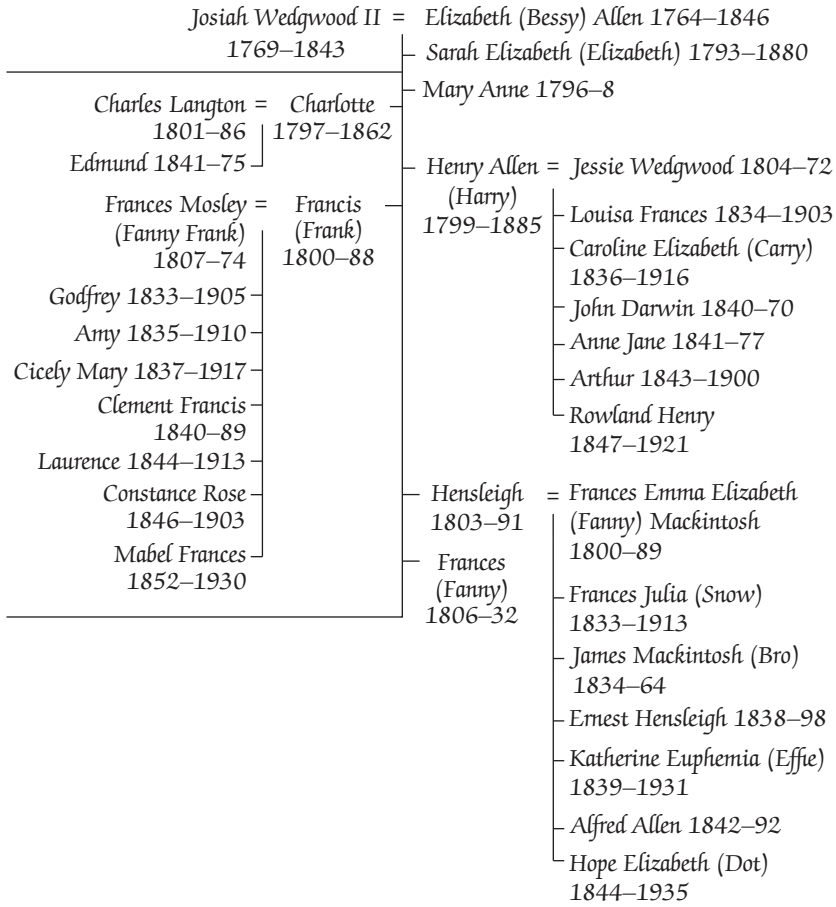 Josiah Wedgwood II = Elizabeth (Bessy) Allen 1764–1846
1769–1843
Sarah Elizabeth (Elizabeth) 1793–1880
Mary Anne 1796–8
Charles Langton = Charlotte
1801–86 1797–1862
Edmund 1841–75
Frances Mosley = Francis
(Fanny Frank) (Frank)
1807–74 1800–88
Godfrey 1833–1905
Amy 1835–1910
Cicely Mary 1837–1917
Clement Francis
1840–89
Laurence 1844–1913
Constance Rose
1846–1903
Mabel Frances
1852–1930
Henry Allen = Jessie Wedgwood 1804–72
(Harry)
1799–1885
Louisa Frances 1834–1903
Caroline Elizabeth (Carry)
1836–1916
John Darwin 1840–70
Anne Jane 1841–77
Arthur 1843–1900
Rowland Henry
1847–1921
Hensleigh = Frances Emma Elizabeth
1803–91 (Fanny) Mackintosh
1800–89
Frances
(Fanny)
1806–32
Frances Julia (Snow)
1833–1913
James Mackintosh (Bro)
1834–64
Ernest Hensleigh 1838–98
Katherine Euphemia (Effie)
1839–1931
Alfred Allen 1842–92
Hope Elizabeth (Dot)
1844–1935